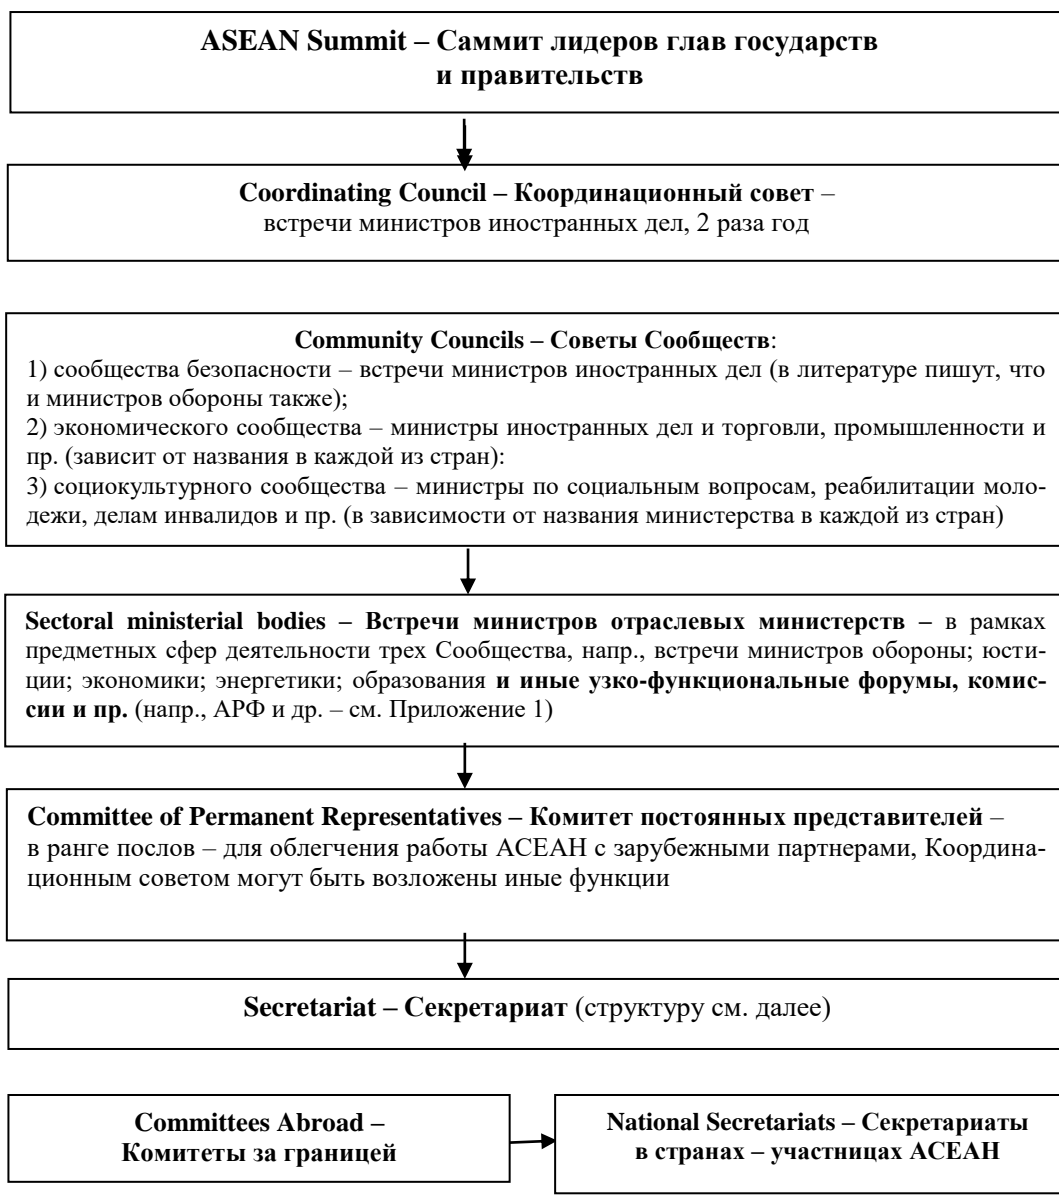 ASEAN Summit – Саммит лидеров глав государств
и правительств
Coordinating Council – Координационный совет –
встречи министров иностранных дел, 2 раза год
Community Councils – Советы Сообществ:
1) сообщества безопасности – встречи министров иностранных дел (в литературе пишут, что
и министров обороны также);
2) экономического сообщества – министры иностранных дел и торговли, промышленности и
пр. (зависит от названия в каждой из стран):
3) социокультурного сообщества – министры по социальным вопросам, реабилитации моло-
дежи, делам инвалидов и пр. (в зависимости от названия министерства в каждой из стран)
Sectoral ministerial bodies – Встречи министров отраслевых министерств – в рамках
предметных сфер деятельности трех Сообщества, напр., встречи министров обороны; юсти-
ции; экономики; энергетики; образования и иные узко-функциональные форумы, комис-
сии и пр. (напр., АРФ и др. – см. Приложение 1)
Committee of Permanent Representatives – Комитет постоянных представителей –
в ранге послов – для облегчения работы АСЕАН с зарубежными партнерами, Координа-
ционным советом могут быть возложены иные функции
Secretariat – Секретариат (структуру см. далее)
Committees Abroad –
Комитеты за границей
National Secretariats – Секретариаты
в странах – участницах АСЕАН